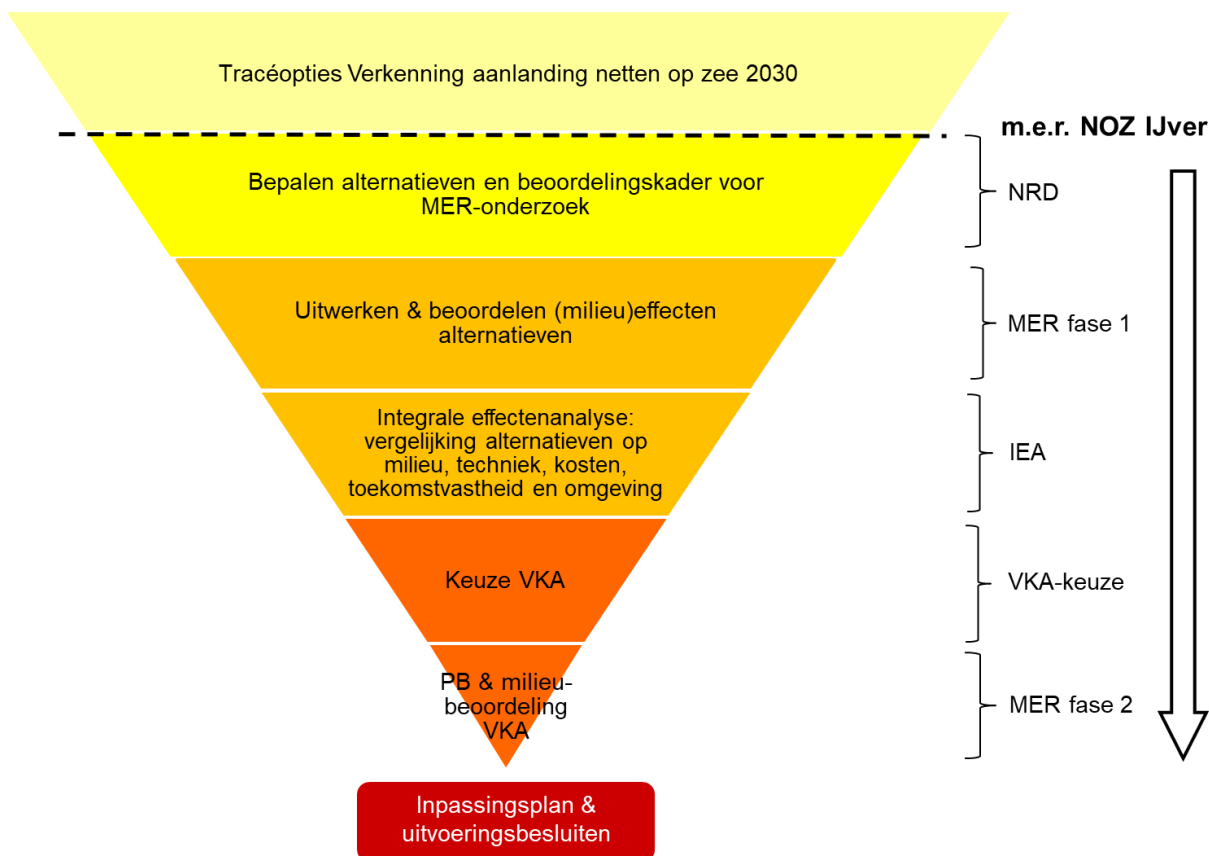 Tracéopties Verkenning aanlanding netten op zee 2030
m.e.r. NOZ IJver
Bepalen alternatieven en beoordelingskader voor
MER-onderzoek
NRD
Uitwerken & beoordelen (milieu)effecten
alternatieven
MER fase 1
Integrale effectenanalyse:
vergelijking alternatieven op
milieu, techniek, kosten,
toekomstvastheid en omgeving
IEA
Keuze VKA
VKA-keuze
PB & milieu-
beoordeling
VKA
MER fase 2
Inpassingsplan &
uitvoeringsbesluiten